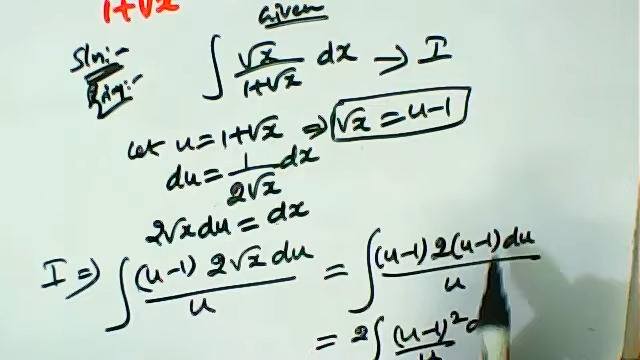 1+√x
given
Sln:-
∫ √x / 1+√x dx → I
let u = 1+√x ⇒ √x = u-1
du = 1 / 2√x dx
2√x du = dx
I ⇒ ∫ (u-1) 2√x du / u = ∫ (u-1) 2(u-1) du / u
= 2∫ (u-1)² / u